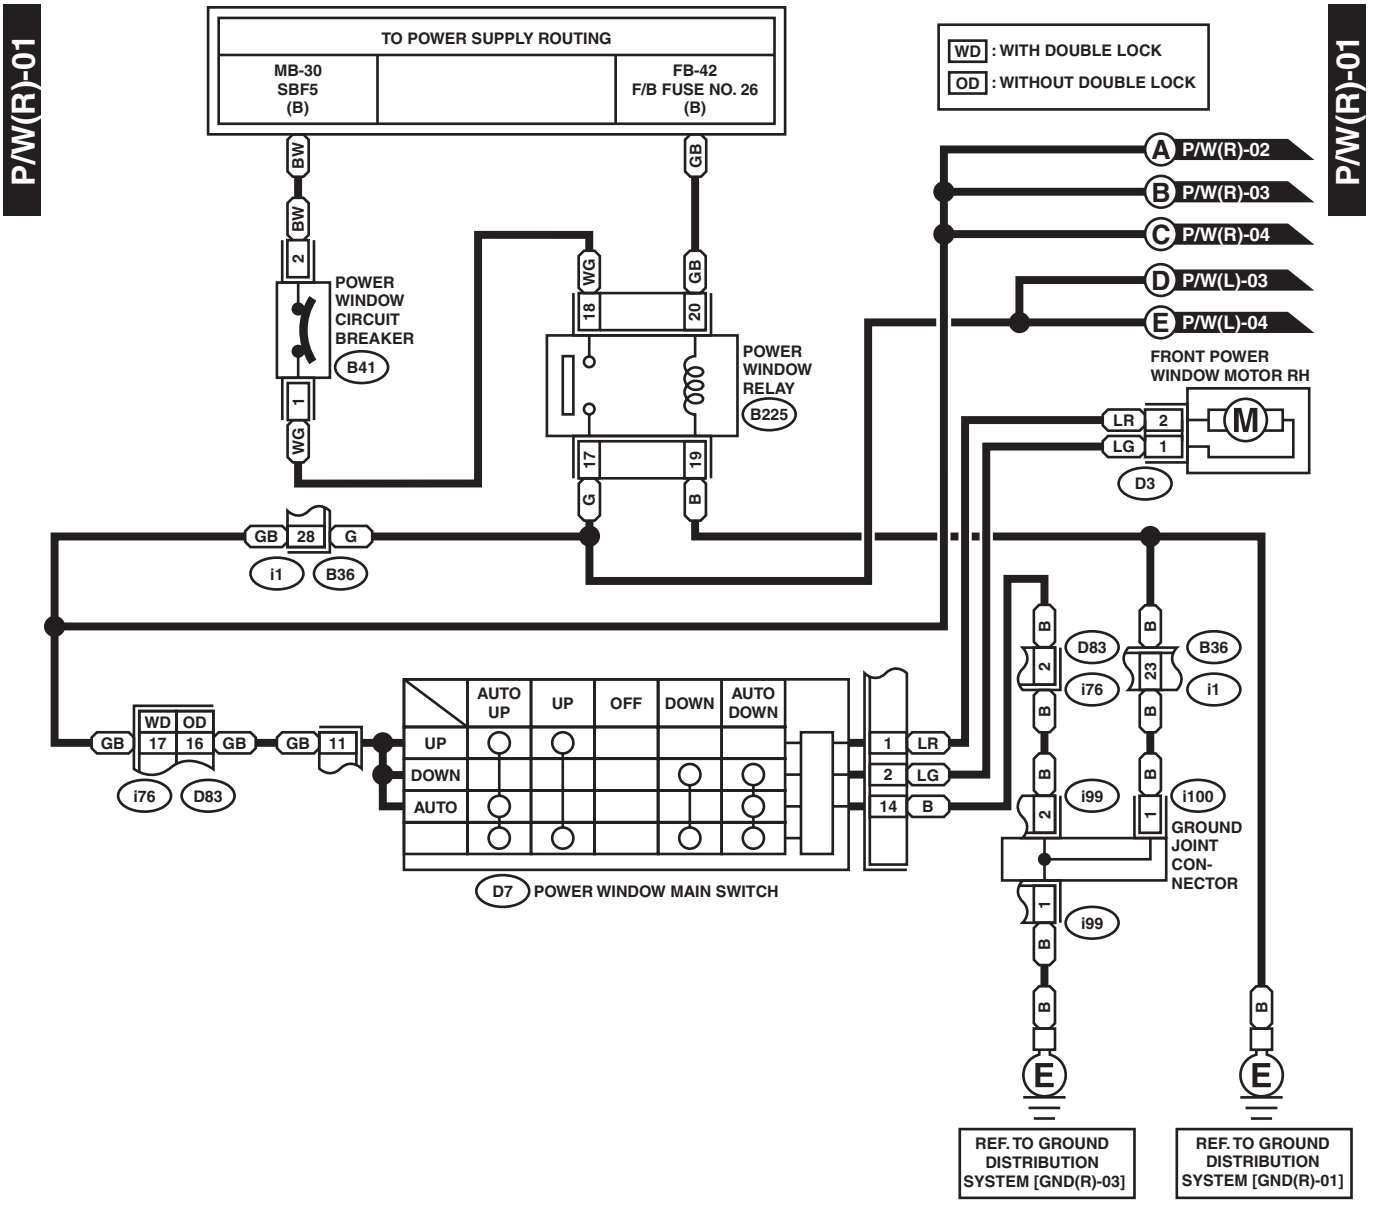 P/W(R)-01
P/W(R)-01
TO POWER SUPPLY ROUTING
MB-30
SBF5
(B)
FB-42
F/B FUSE NO. 26
(B)
WD : WITH DOUBLE LOCK
OD : WITHOUT DOUBLE LOCK
BW
GB
A P/W(R)-02
B P/W(R)-03
C P/W(R)-04
D P/W(L)-03
E P/W(L)-04
BW
2
POWER
WINDOW
CIRCUIT
BREAKER
B41
1
WG
WG
GB
18
20
POWER
WINDOW
RELAY
B225
17
19
G
B
FRONT POWER
WINDOW MOTOR RH
LR 2
LG 1
M
D3
GB 28 G
i1 B36
B
D83
2
i76
B
B
B36
23
i1
B
WD OD
GB 17 16 GB
GB 11
i76 D83
AUTO
UP
UP
OFF
DOWN
AUTO
DOWN
UP
DOWN
AUTO
1 LR
2 LG
14 B
D7 POWER WINDOW MAIN SWITCH
B
i99
2
B
i100
1
GROUND
JOINT
CON-
NECTOR
1
i99
B
B
B
E
E
REF. TO GROUND
DISTRIBUTION
SYSTEM [GND(R)-03]
REF. TO GROUND
DISTRIBUTION
SYSTEM [GND(R)-01]